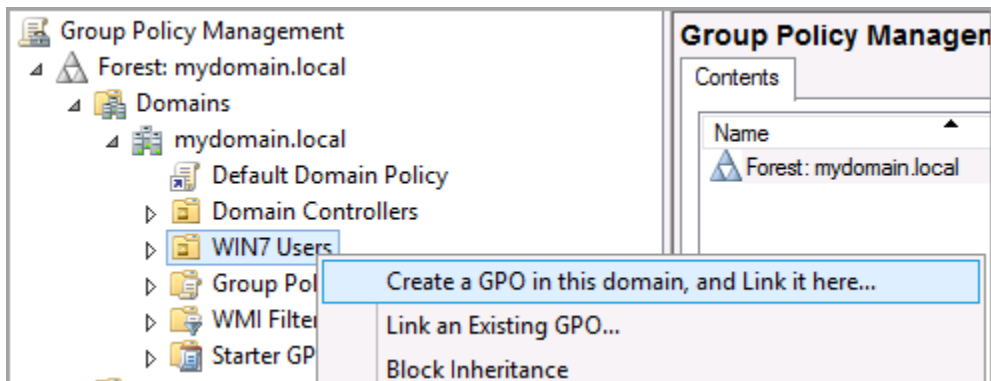 Group Policy Management
Forest: mydomain.local
Domains
mydomain.local
Default Domain Policy
Domain Controllers
WIN7 Users
Group Pol
WMI Filte
Starter GP
Create a GPO in this domain, and Link it here...
Link an Existing GPO...
Block Inheritance
Group Policy Managen
Contents
Name
Forest: mydomain.local